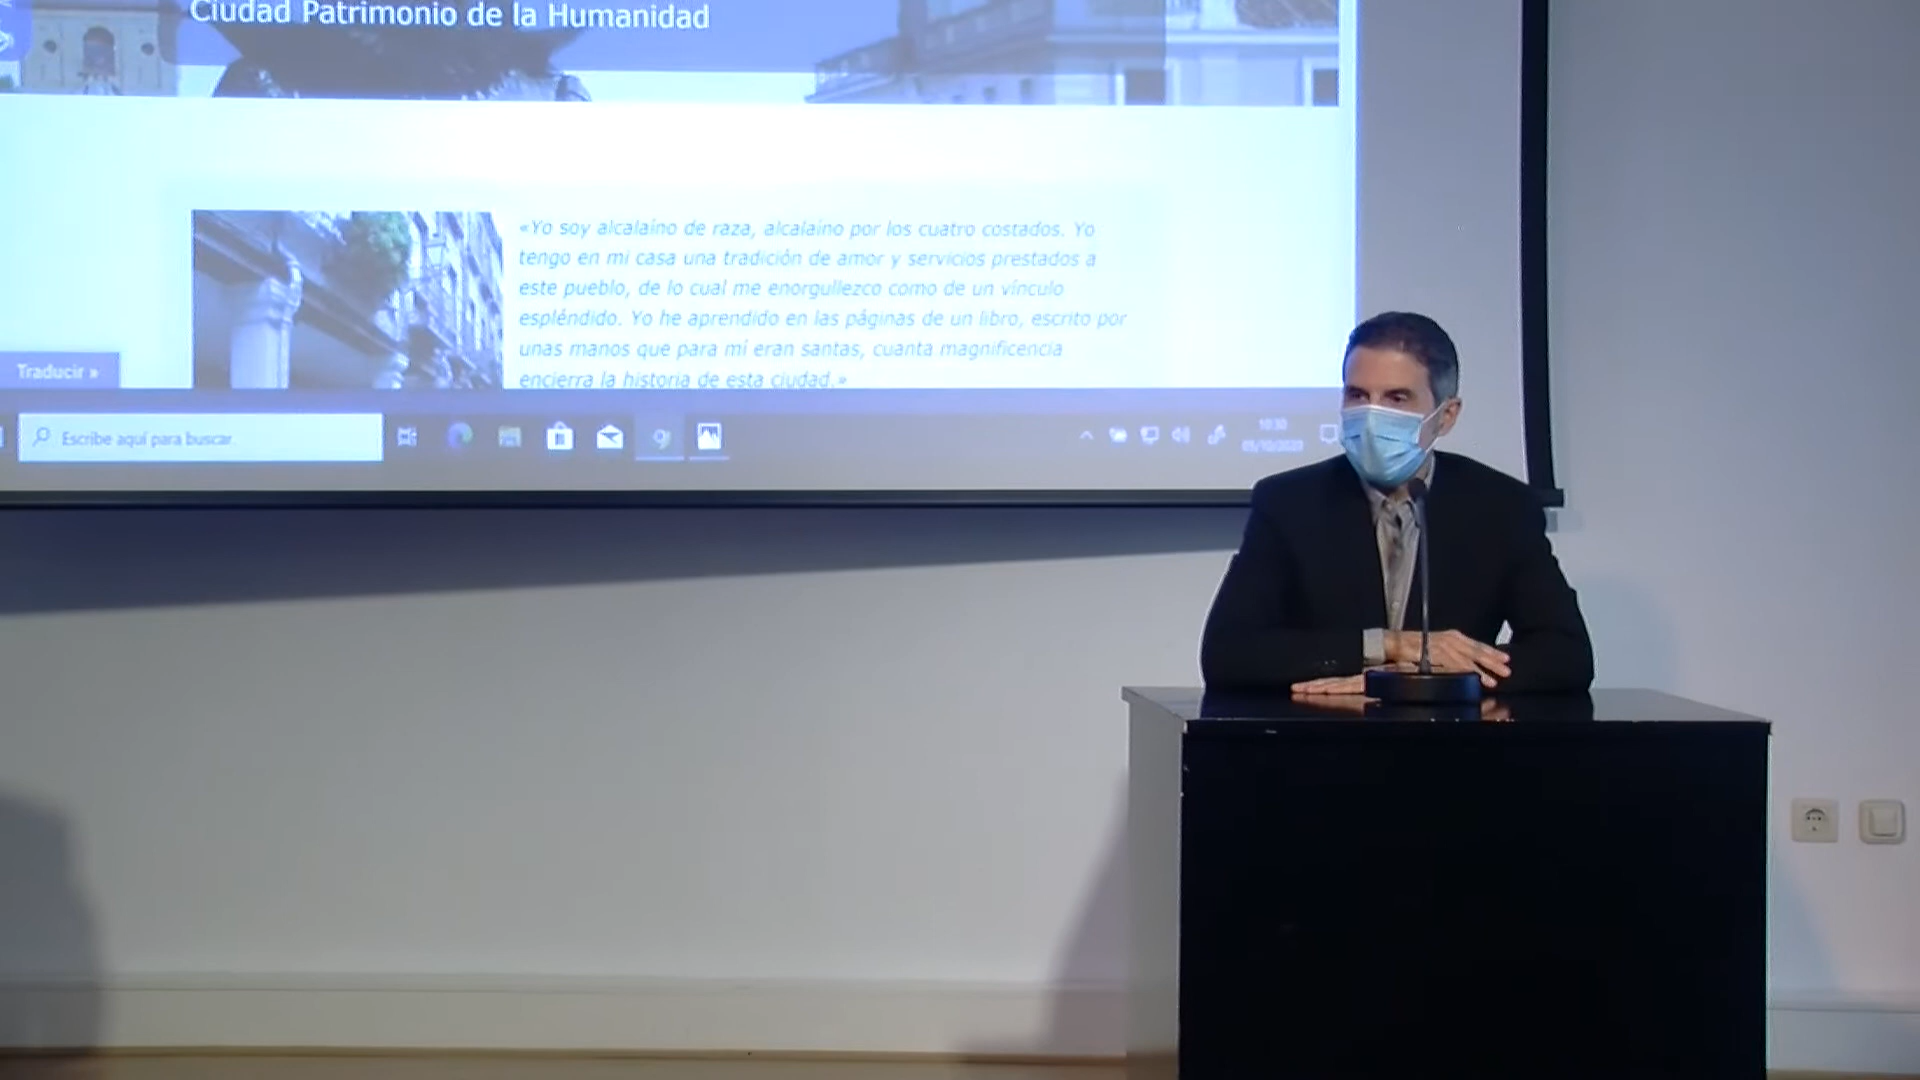 Ciudad Patrimonio de la Humanidad
«Yo soy alcalaíno de raza, alcalaíno por los cuatro costados. Yo
tengo en mi casa una tradición de amor y servicios prestados a
este pueblo, de lo cual me enorgullezco como de un vínculo
espléndido. Yo he aprendido en las páginas de un libro, escrito por
unas manos que para mí eran santas, cuanta magnificencia
encierra la historia de esta ciudad.»
Traducir »
Escribe aquí para buscar
05/10/2020